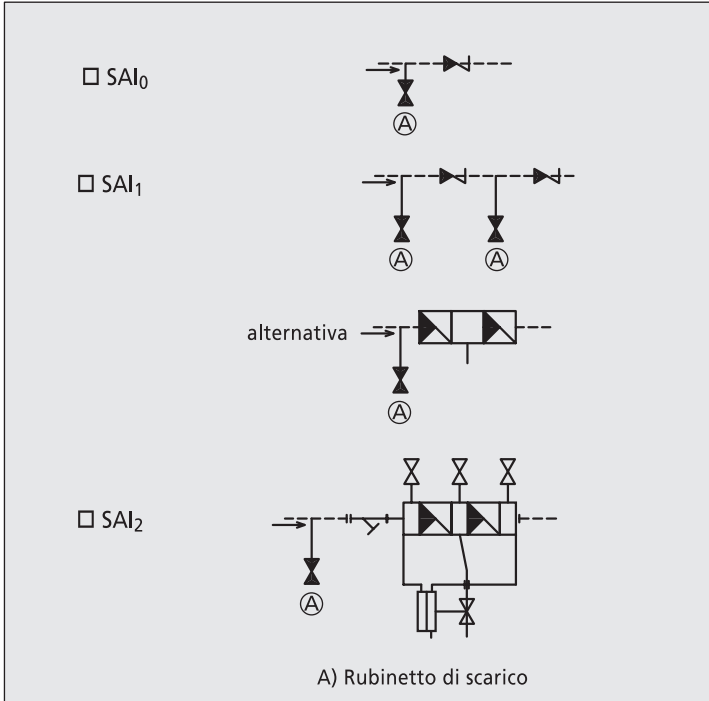 ☐ SAI₀
Ⓐ
☐ SAI₁
Ⓐ Ⓐ
alternativa
Ⓐ
☐ SAI₂
Ⓐ
A) Rubinetto di scarico